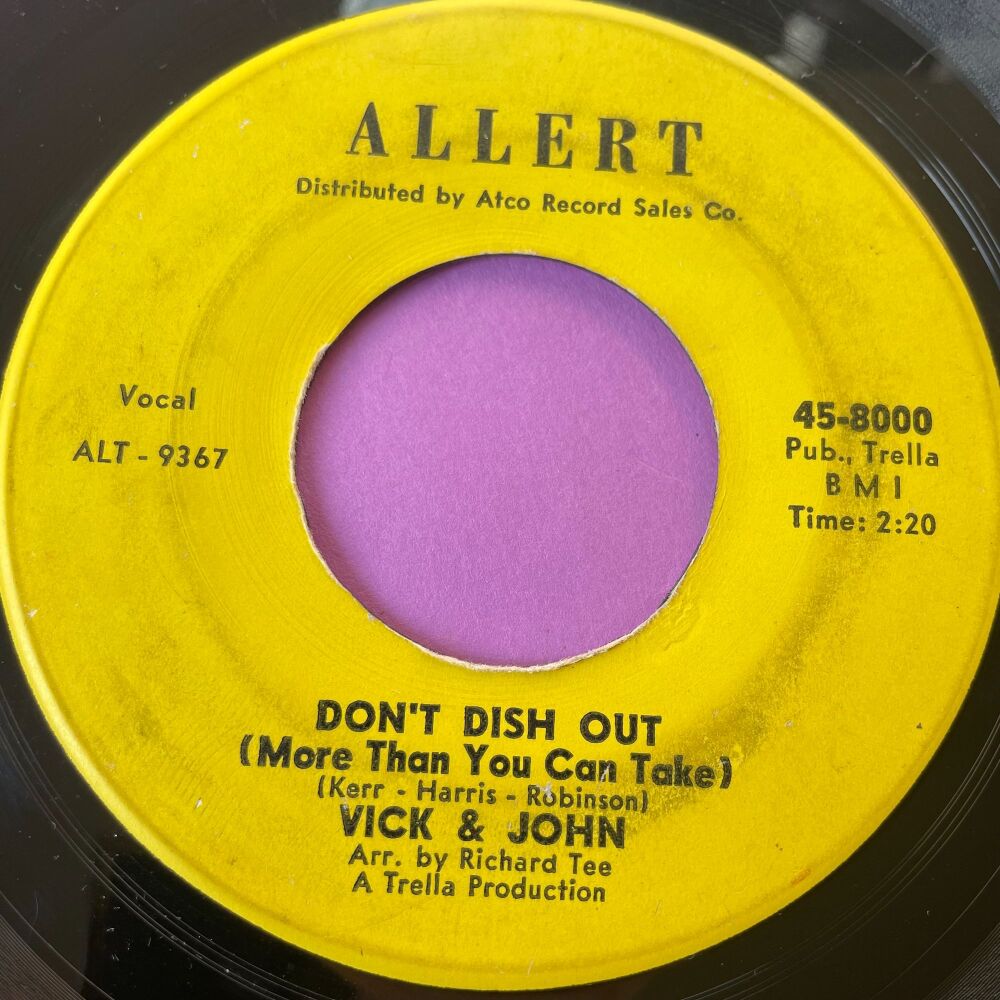 ALLERT
Distributed by Atco Record Sales Co.
Vocal
ALT - 9367
45-8000
Pub., Trella
B M I
Time: 2:20
DON'T DISH OUT
(More Than You Can Take)
(Kerr - Harris - Robinson)
VICK & JOHN
Arr. by Richard Tee
A Trella Production